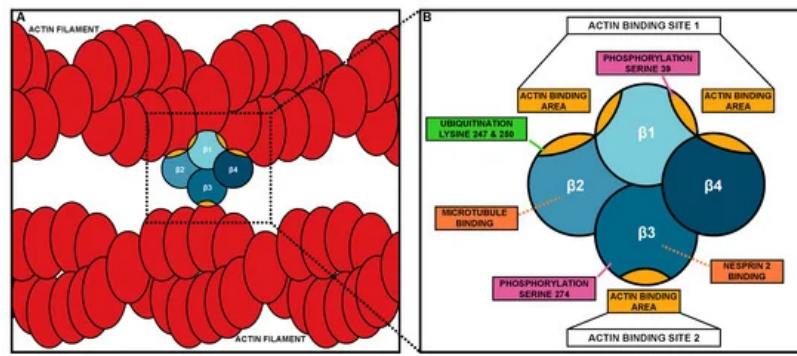 A
ACTIN FILAMENT
β1
β2
β4
β3
ACTIN FILAMENT
B
ACTIN BINDING SITE 1
PHOSPHORYLATION
SERINE 39
ACTIN BINDING
AREA
ACTIN BINDING
AREA
UBIQUITINATION
LYSINE 247 & 250
β1
β2
β4
MICROTUBULE
BINDING
β3
NESPRIN 2
BINDING
PHOSPHORYLATION
SERINE 274
ACTIN BINDING
AREA
ACTIN BINDING SITE 2